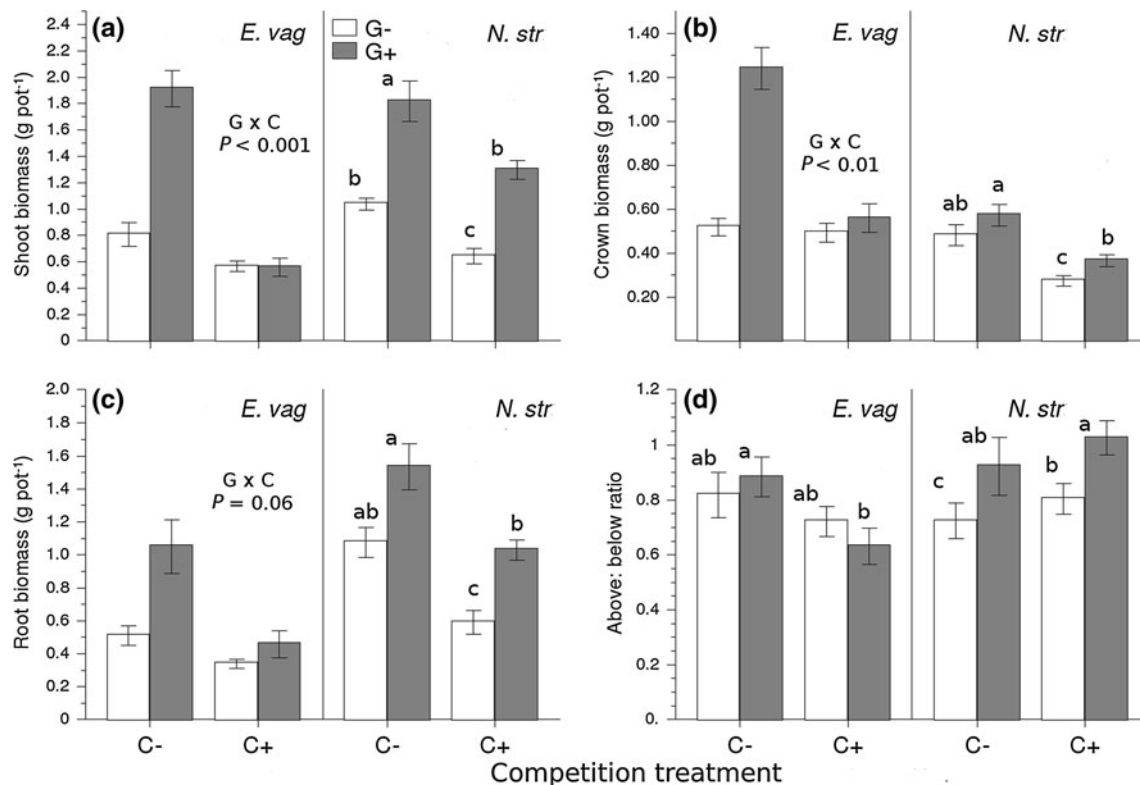 (a)
E. vag
G-
G+
N. str
Shoot biomass (g pot⁻¹)
2.4
2.2
2.0
1.8
1.6
1.4
1.2
1.0
0.8
0.6
0.4
0.2
0
G x C
P < 0.001
b
a
c
b
(b)
E. vag
N. str
Crown biomass (g pot⁻¹)
1.40
1.20
1.00
0.80
0.60
0.40
0.20
G x C
P < 0.01
ab
a
c
b
C-
C+
C-
C+
(c)
E. vag
N. str
Root biomass (g pot⁻¹)
2.0
1.8
1.6
1.4
1.2
1.0
0.8
0.6
0.4
0.2
0
G x C
P = 0.06
ab
a
c
b
C-
C+
C-
C+
(d)
E. vag
N. str
Above: below ratio
1.2
1
0.8
0.6
0.4
0.2
0.
ab
a
ab
b
c
ab
b
a
Competition treatment